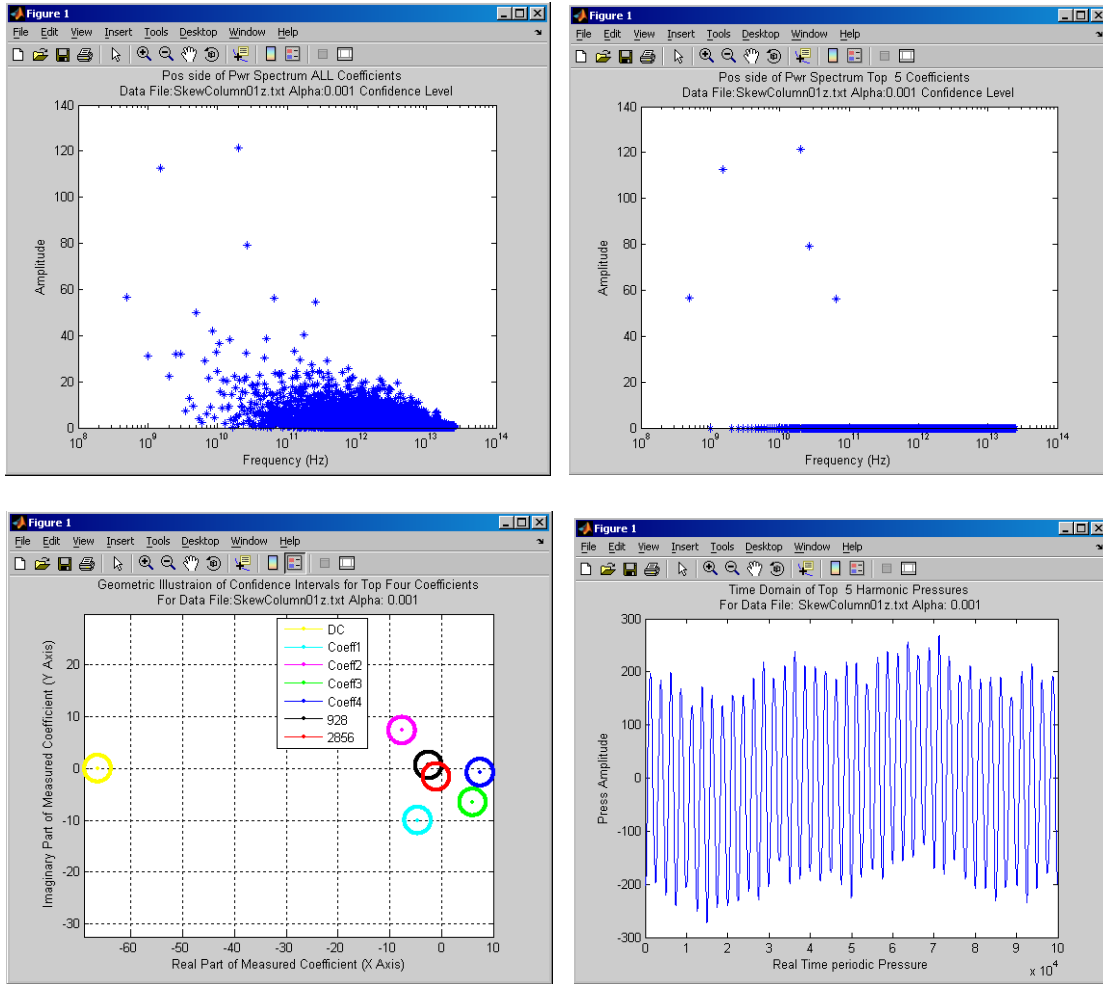 Figure 1
File Edit View Insert Tools Desktop Window Help
Pos side of Pwr Spectrum ALL Coefficients
Data File:SkewColumn01z.txt Alpha:0.001 Confidence Level
140
120
100
80
60
40
20
0
Amplitude
10^8 10^9 10^10 10^11 10^12 10^13 10^14
Frequency (Hz)
Figure 1
File Edit View Insert Tools Desktop Window Help
Pos side of Pwr Spectrum Top 5 Coefficients
Data File:SkewColumn01z.txt Alpha:0.001 Confidence Level
140
120
100
80
60
40
20
0
Amplitude
10^8 10^9 10^10 10^11 10^12 10^13 10^14
Frequency (Hz)
Figure 1
File Edit View Insert Tools Desktop Window Help
Geometric Illustraion of Confidence Intervals for Top Four Coefficients
For Data File:SkewColumn01z.txt Alpha: 0.001
DC
Coeff1
Coeff2
Coeff3
Coeff4
928
2856
20
10
0
-10
-20
-30
Imaginary Part of Measured Coefficient (Y Axis)
-60 -50 -40 -30 -20 -10 0 10
Real Part of Measured Coefficient (X Axis)
Figure 1
File Edit View Insert Tools Desktop Window Help
Time Domain of Top 5 Harmonic Pressures
For Data File: SkewColumn01z.txt Alpha: 0.001
300
200
100
0
-100
-200
-300
Press Amplitude
0 1 2 3 4 5 6 7 8 9 10
Real Time periodic Pressure
x 10^4